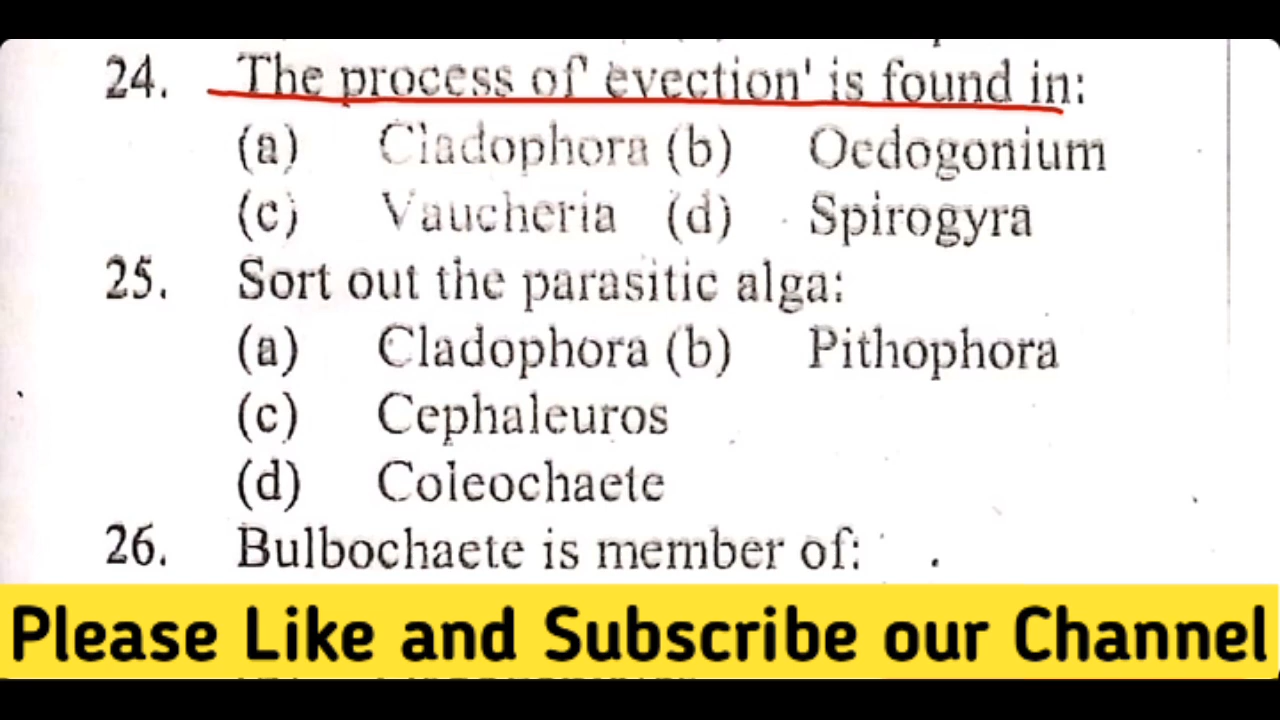 24. The process of 'evection' is found in:
(a) Cladophora (b) Oedogonium
(c) Vaucheria (d) Spirogyra
25. Sort out the parasitic alga:
(a) Cladophora (b) Pithophora
(c) Cephaleuros
(d) Coleochaete
26. Bulbochaete is member of:
Please Like and Subscribe our Channel